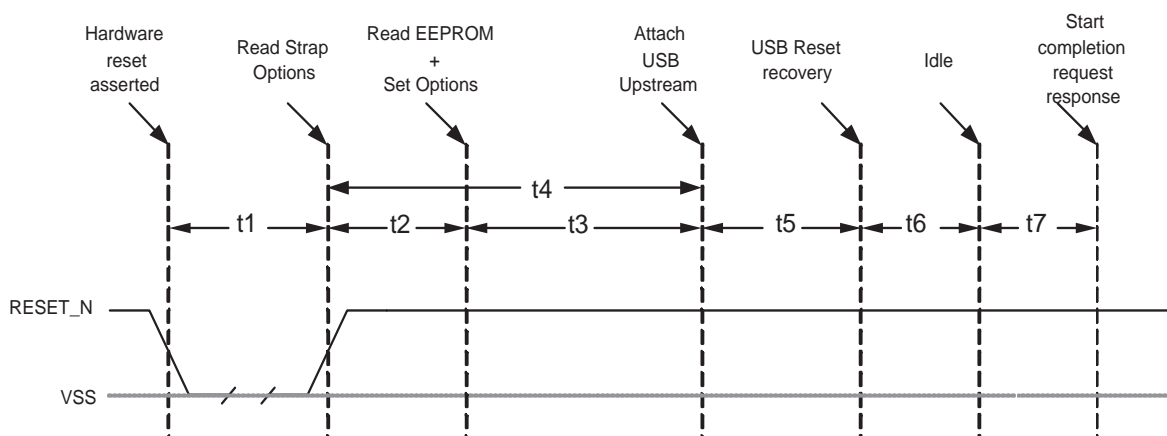 Hardware
reset
asserted
Read Strap
Options
Read EEPROM
+
Set Options
Attach
USB
Upstream
USB Reset
recovery
Idle
Start
completion
request
response
t4
t1
t2
t3
t5
t6
t7
RESET_N
VSS